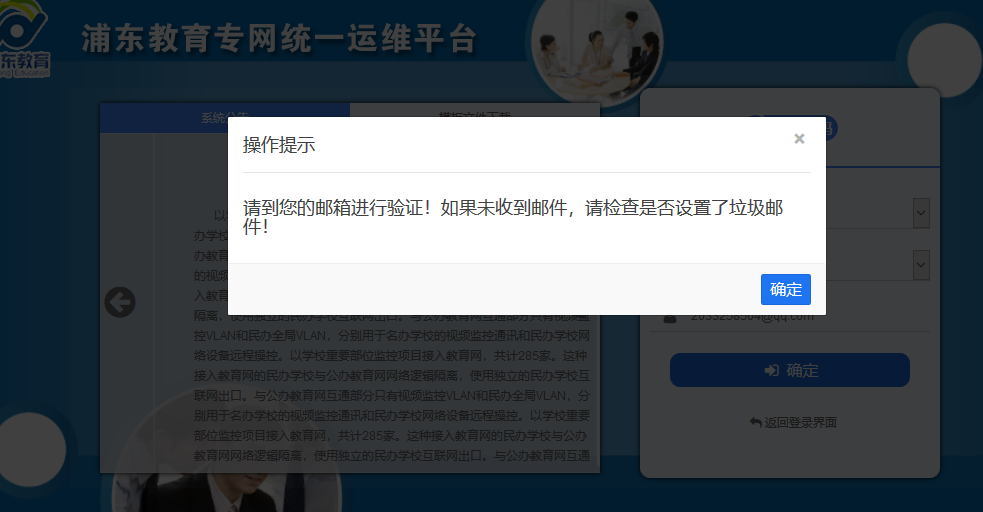 浦东教育专网统一运维平台
东教育
系统公告
操作提示
×
请到您的邮箱进行验证！如果未收到邮件，请检查是否设置了垃圾邮
件！
确定
办学校
办教育
的视频
入教育
隔离，使用独立的民办学校互联网出口。与公办教育网互通部分只有视频监
控VLAN和民办全局VLAN，分别用于名办学校的视频监控通讯和民办学校网
络设备远程操控。以学校重要部位监控项目接入教育网，共计285家。这种
接入教育网的民办学校与公办教育网网络逻辑隔离，使用独立的民办学校互
联网出口。与公办教育网互通部分只有视频监控VLAN和民办全局VLAN，分
别用于名办学校的视频监控通讯和民办学校网络设备远程操控。以学校重要
部位监控项目接入教育网，共计285家。这种接入教育网的民办学校与公办
教育网网络逻辑隔离，使用独立的民办学校互联网出口。与公办教育网互通
确定
返回登录界面